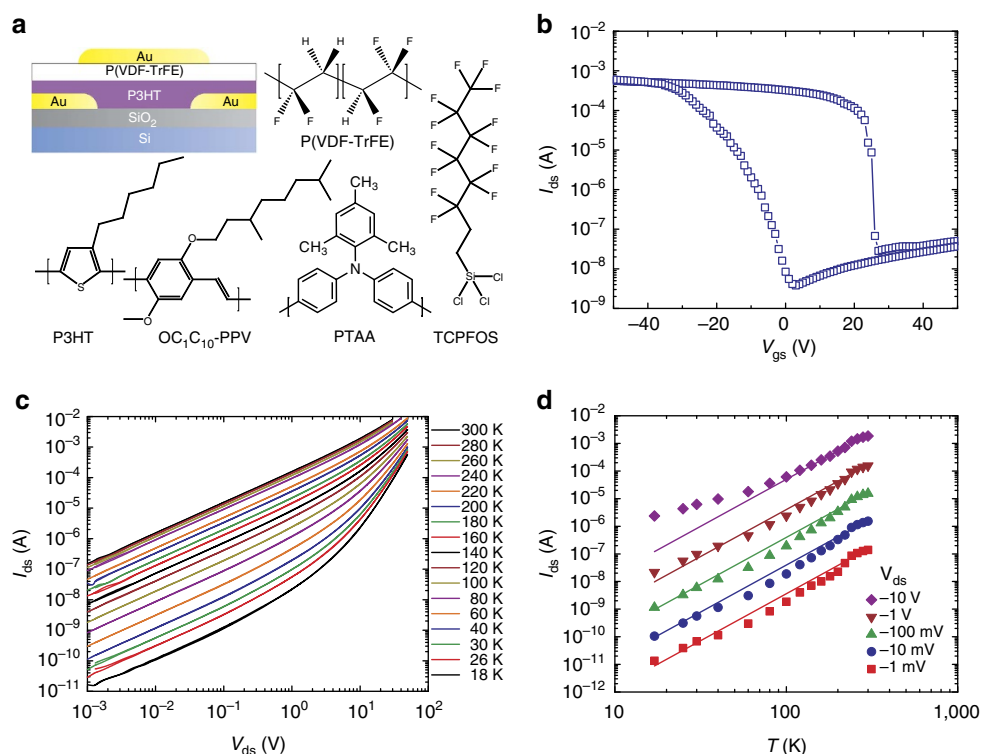 a
Au
P(VDF-TrFE)
P3HT
Au Au
SiO2
Si
H H F F
F F H F
P(VDF-TrFE)
F
F F
F F
F F
F F
F F
F F
Si Cl
Cl Cl
TCPFOS
S
P3HT
O
O
OC1C10-PPV
CH3
CH3 CH3
N
PTAA
b
Ids (A)
10−2
10−3
10−4
10−5
10−6
10−7
10−8
10−9
−40 −20 0 20 40
Vgs (V)
c
Ids (A)
10−2
10−3
10−4
10−5
10−6
10−7
10−8
10−9
10−10
10−11
10−3 10−2 10−1 100 101 102
Vds (V)
300 K
280 K
260 K
240 K
220 K
200 K
180 K
160 K
140 K
120 K
100 K
80 K
60 K
40 K
30 K
26 K
18 K
d
Ids (A)
10−2
10−3
10−4
10−5
10−6
10−7
10−8
10−9
10−10
10−11
10−12
10 100 1,000
T (K)
Vds
−10 V
−1 V
−100 mV
−10 mV
−1 mV